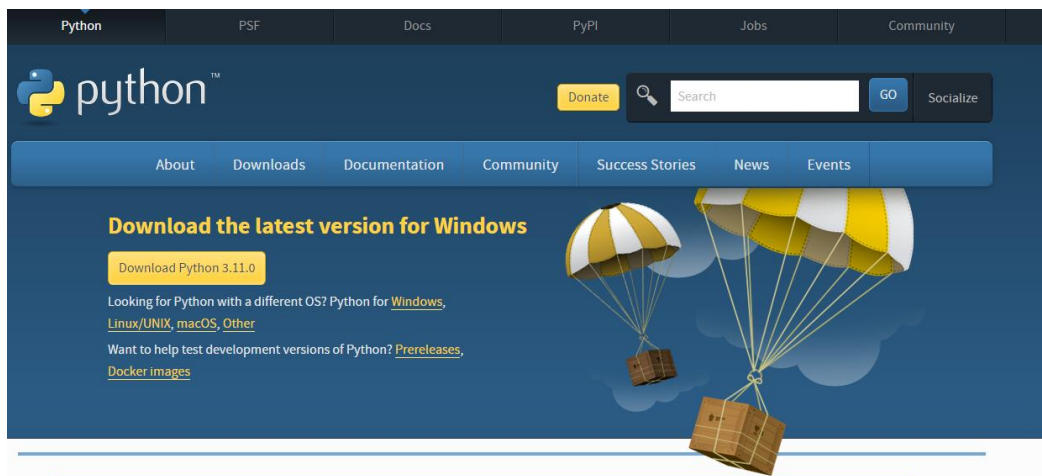 Python PSF Docs PyPI Jobs Community
python™
Donate Search GO Socialize
About Downloads Documentation Community Success Stories News Events
Download the latest version for Windows
Download Python 3.11.0
Looking for Python with a different OS? Python for Windows,
Linux/UNIX, macOS, Other
Want to help test development versions of Python? Prereleases,
Docker images